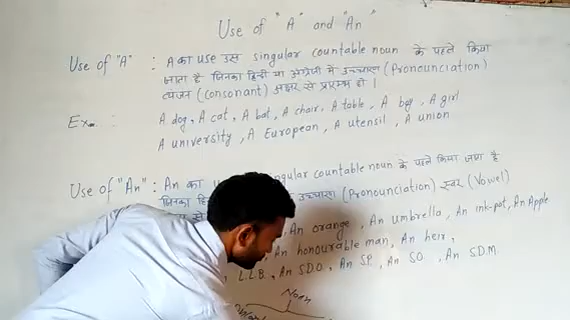 Use of "A" and "An"
Use of "A" : A का use उस singular countable noun के पहले किया
जाता है जिनका हिन्दी या अंग्रेजी में उच्चारण (Pronounciation)
व्यंजन (Consonant) अक्षर से प्रारम्भ हो ।
Ex. : A dog, A cat, A bat, A chair, A table, A boy, A girl
A university, A European, A utensil, A union
Use of "An" : An का singular countable noun के पहले किया जाता है
जिनका उच्चारण (Pronounciation) स्वर (Vowel)
An orange, An umbrella, An ink-pot, An Apple
An honourable man, An heir,
L.L.B., An S.D.O., An S.P., An S.O., An S.D.M.
Noun